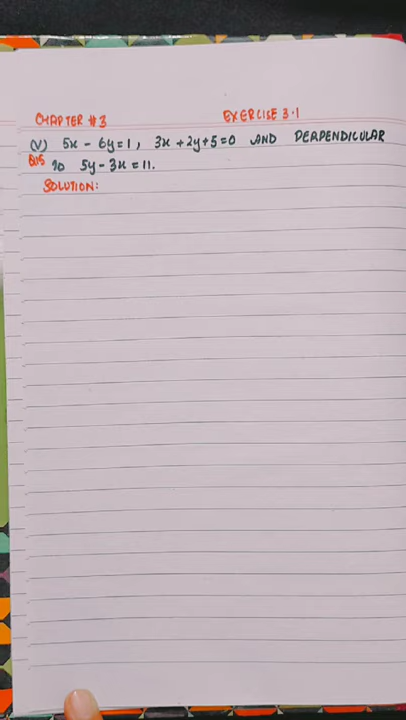 CHAPTER #3 EXERCISE 3.1
(V) 5x - 6y = 1, 3x + 2y + 5 = 0 AND PERPENDICULAR
Q15 TO 5y - 3x = 11.
SOLUTION: